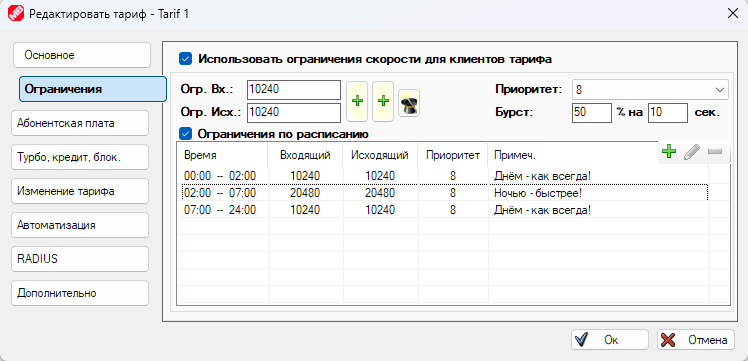 Редактировать тариф - Tarif 1
Основное
Ограничения
Абонентская плата
Турбо, кредит, блок.
Изменение тарифа
Автоматизация
RADIUS
Дополнительно
Использовать ограничения скорости для клиентов тарифа
Огр. Вх.: 10240 Приоритет: 8
Огр. Исх.: 10240 Бурст: 50 % на 10 сек.
Ограничения по расписанию
Время Входящий Исходящий Приоритет Примеч.
00:00 -- 02:00 10240 10240 8 Днём - как всегда!
02:00 -- 07:00 20480 20480 8 Ночью - быстрее!
07:00 -- 24:00 10240 10240 8 Днём - как всегда!
Ок Отмена